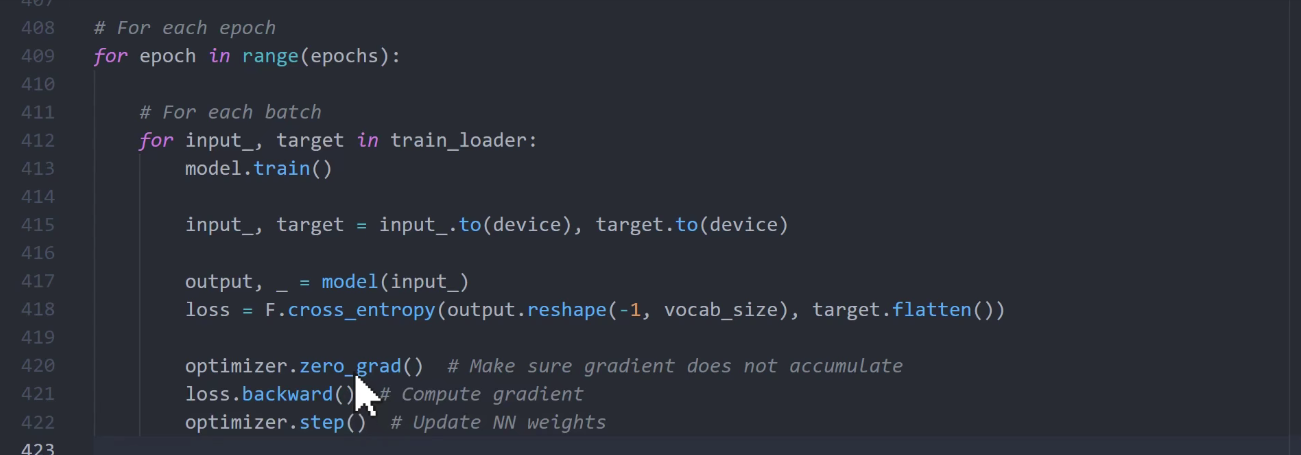 407
408 # For each epoch
409 for epoch in range(epochs):
410
411 # For each batch
412 for input_, target in train_loader:
413 model.train()
414
415 input_, target = input_.to(device), target.to(device)
416
417 output, _ = model(input_)
418 loss = F.cross_entropy(output.reshape(-1, vocab_size), target.flatten())
419
420 optimizer.zero_grad() # Make sure gradient does not accumulate
421 loss.backward() # Compute gradient
422 optimizer.step() # Update NN weights
423